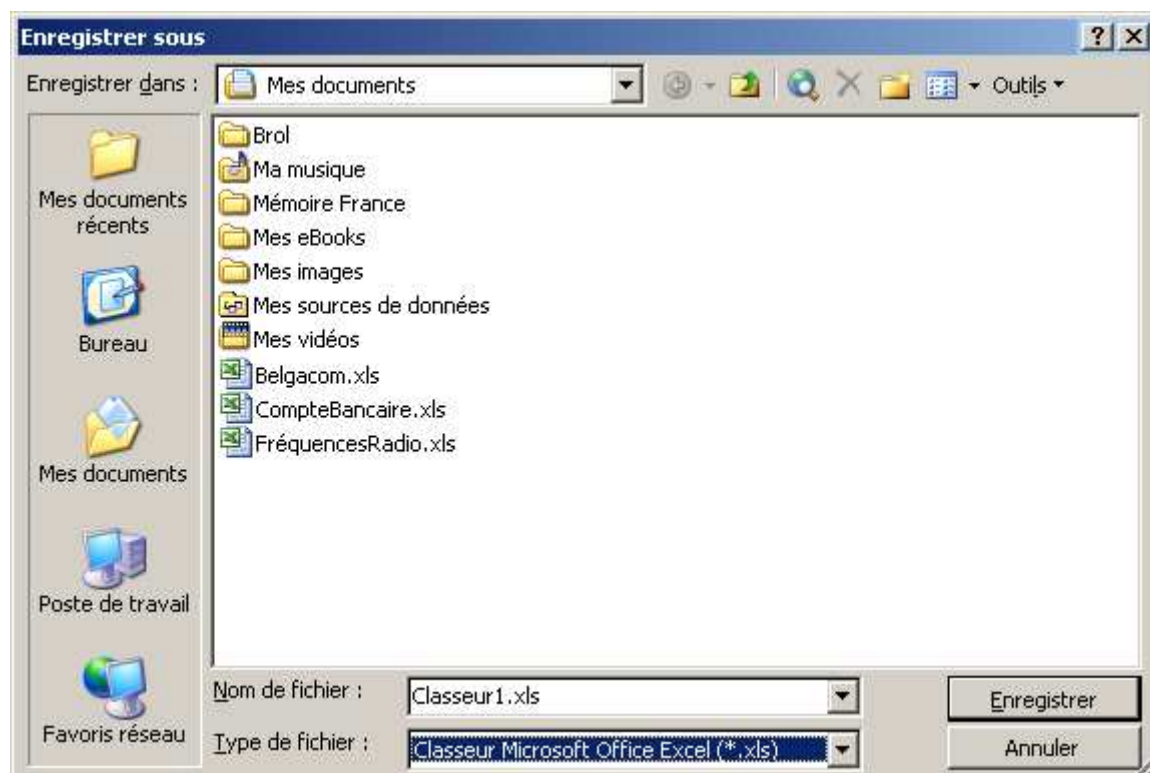 Enregistrer sous
Enregistrer dans :
Mes documents
Outils
Mes documents
récents
Bureau
Mes documents
Poste de travail
Favoris réseau
Brol
Ma musique
Mémoire France
Mes eBooks
Mes images
Mes sources de données
Mes vidéos
Belgacom.xls
CompteBancaire.xls
FréquencesRadio.xls
Nom de fichier :
Classeur1.xls
Enregistrer
Type de fichier :
Classeur Microsoft Office Excel (*.xls)
Annuler